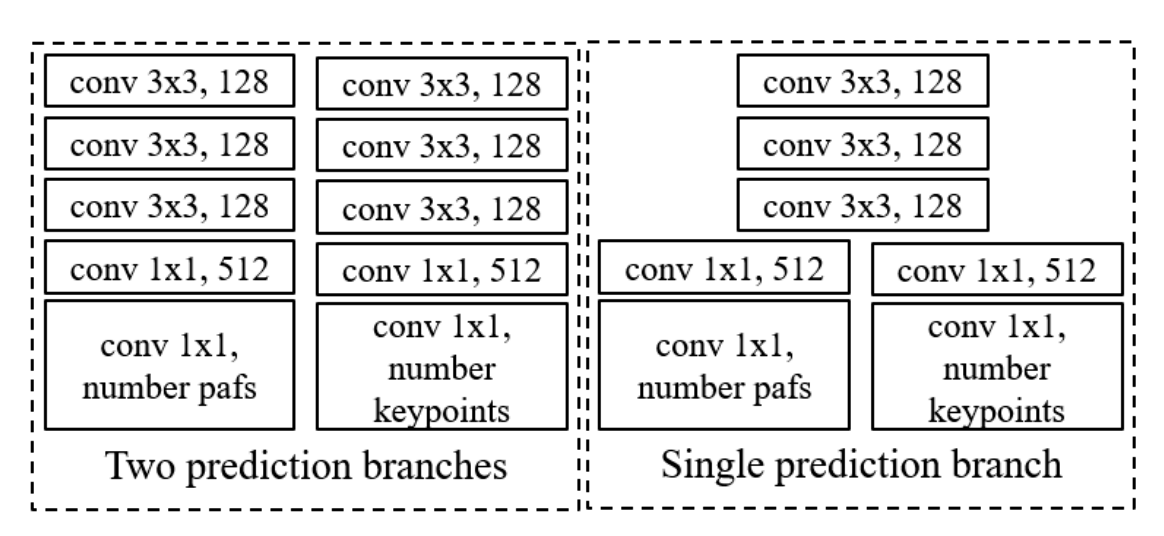 conv 3x3, 128
conv 3x3, 128
conv 3x3, 128
conv 1x1, 512
conv 1x1,
number pafs
conv 3x3, 128
conv 3x3, 128
conv 3x3, 128
conv 1x1, 512
conv 1x1,
number
keypoints
Two prediction branches
conv 3x3, 128
conv 3x3, 128
conv 3x3, 128
conv 1x1, 512
conv 1x1,
number pafs
conv 1x1, 512
conv 1x1,
number
keypoints
Single prediction branch